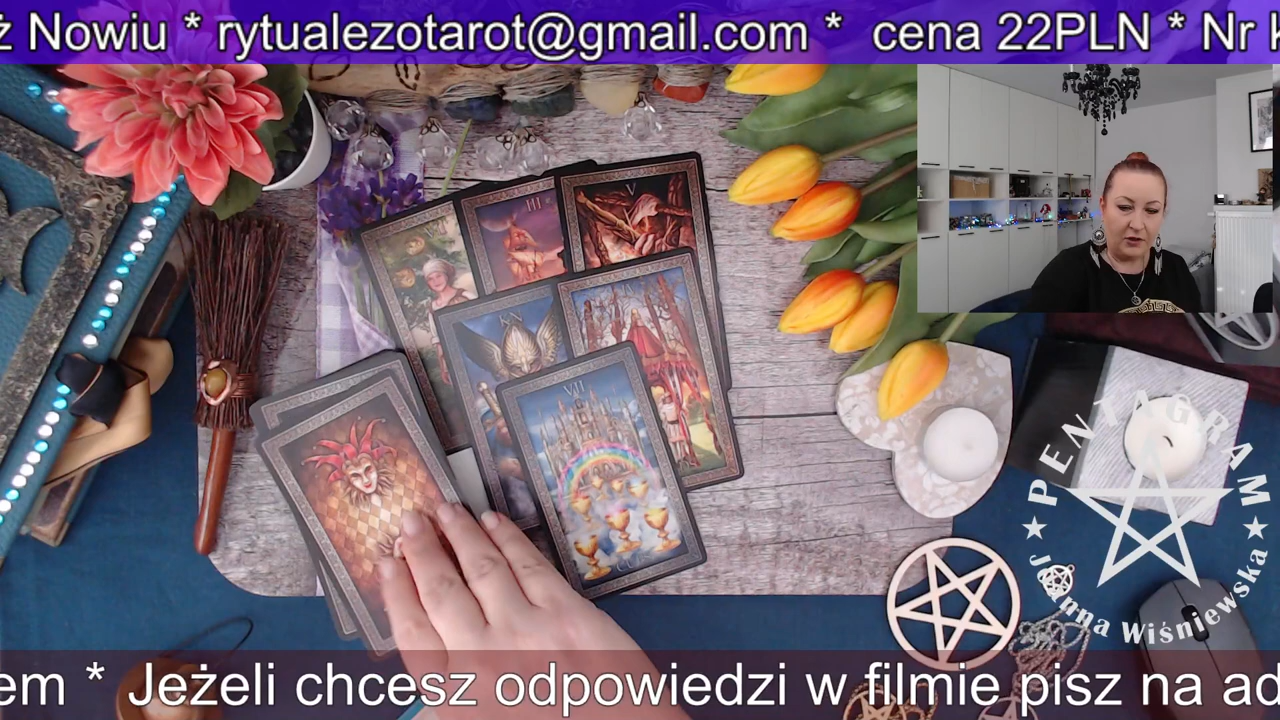 ż Nowiu * rytualezotarot@gmail.com * cena 22PLN * Nr k
III
V
VII
CUPS
PENTAGRAM
Joanna Wiśniewska
em * Jeżeli chcesz odpowiedzi w filmie pisz na ad